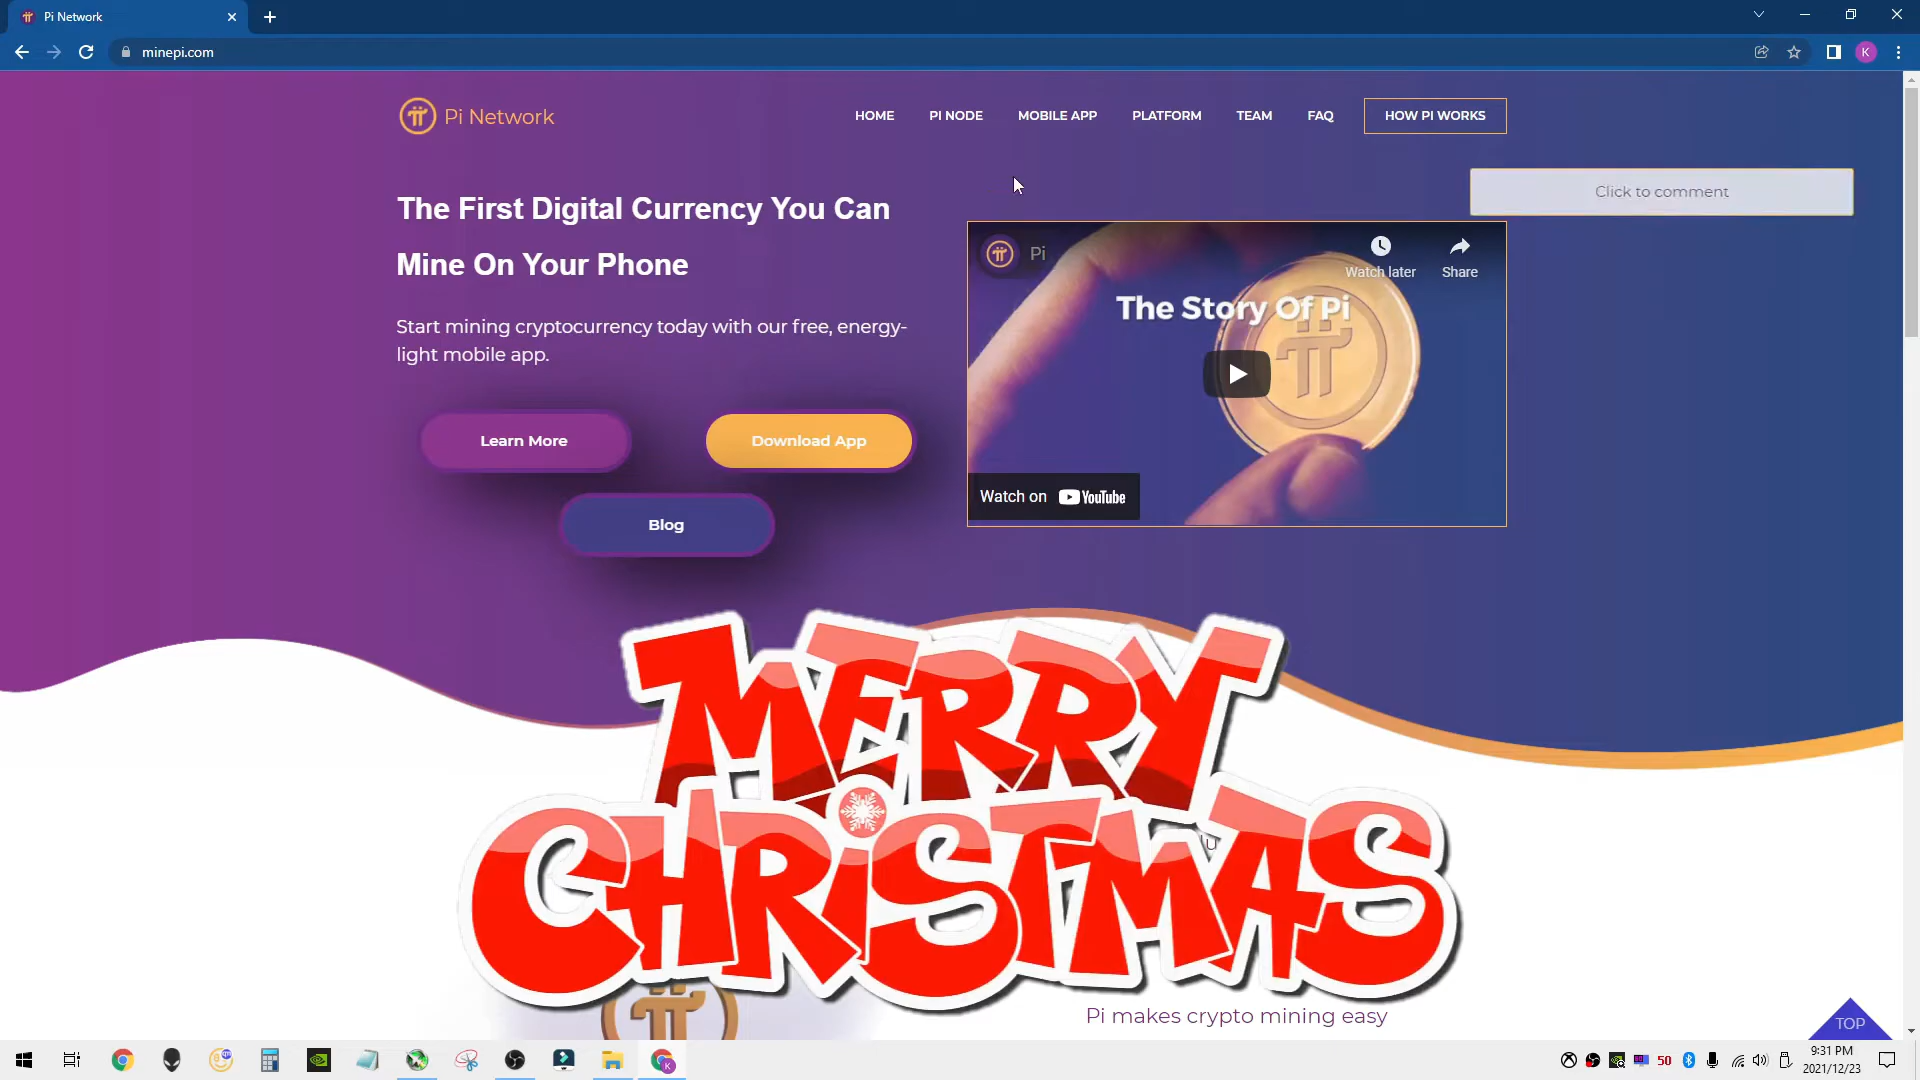 Pi Network
minepi.com
K
Pi Network
HOME
PI NODE
MOBILE APP
PLATFORM
TEAM
FAQ
HOW PI WORKS
Click to comment
The First Digital Currency You Can
Mine On Your Phone
Start mining cryptocurrency today with our free, energy-
light mobile app.
Learn More
Download App
Blog
Pi
Watch later
Share
The Story Of Pi
Watch on YouTube
MERRY
CHRISTMAS
Pi makes crypto mining easy
TOP
50
9:31 PM
2021/12/23